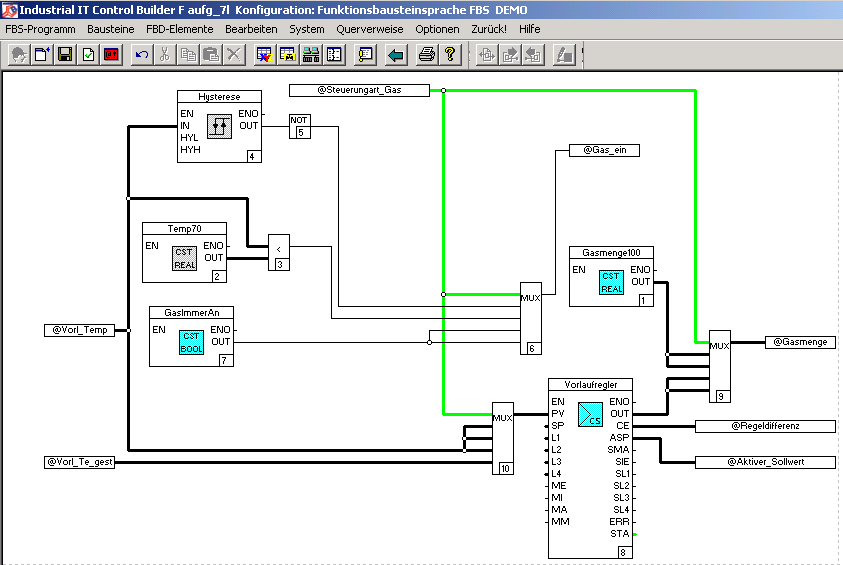 Industrial IT Control Builder F aufg_7l  Konfiguration: Funktionsbausteinsprache FBS  DEMO
FBS-Programm Bausteine FBD-Elemente Bearbeiten System Querverweise Optionen Zurück! Hilfe
@Steuerungart_Gas
Hysterese
EN ENO
IN OUT
HYL
HYH
4
NOT
5
@Gas_ein
Temp70
EN ENO
OUT
CST
REAL
2
<
3
Gasmenge100
EN ENO
OUT
CST
REAL
1
GasImmerAn
EN ENO
OUT
CST
BOOL
7
@Vorl_Temp
MUX
6
MUX
9
@Gasmenge
Vorlaufregler
EN ENO
PV OUT
SP CE
L1 ASP
L2 SMA
L3 SIE
L4 SL1
ME SL2
MI SL3
MA SL4
MM ERR
STA
CS
8
MUX
10
@Regeldifferenz
@Vorl_Te_gest
@Aktiver_Sollwert